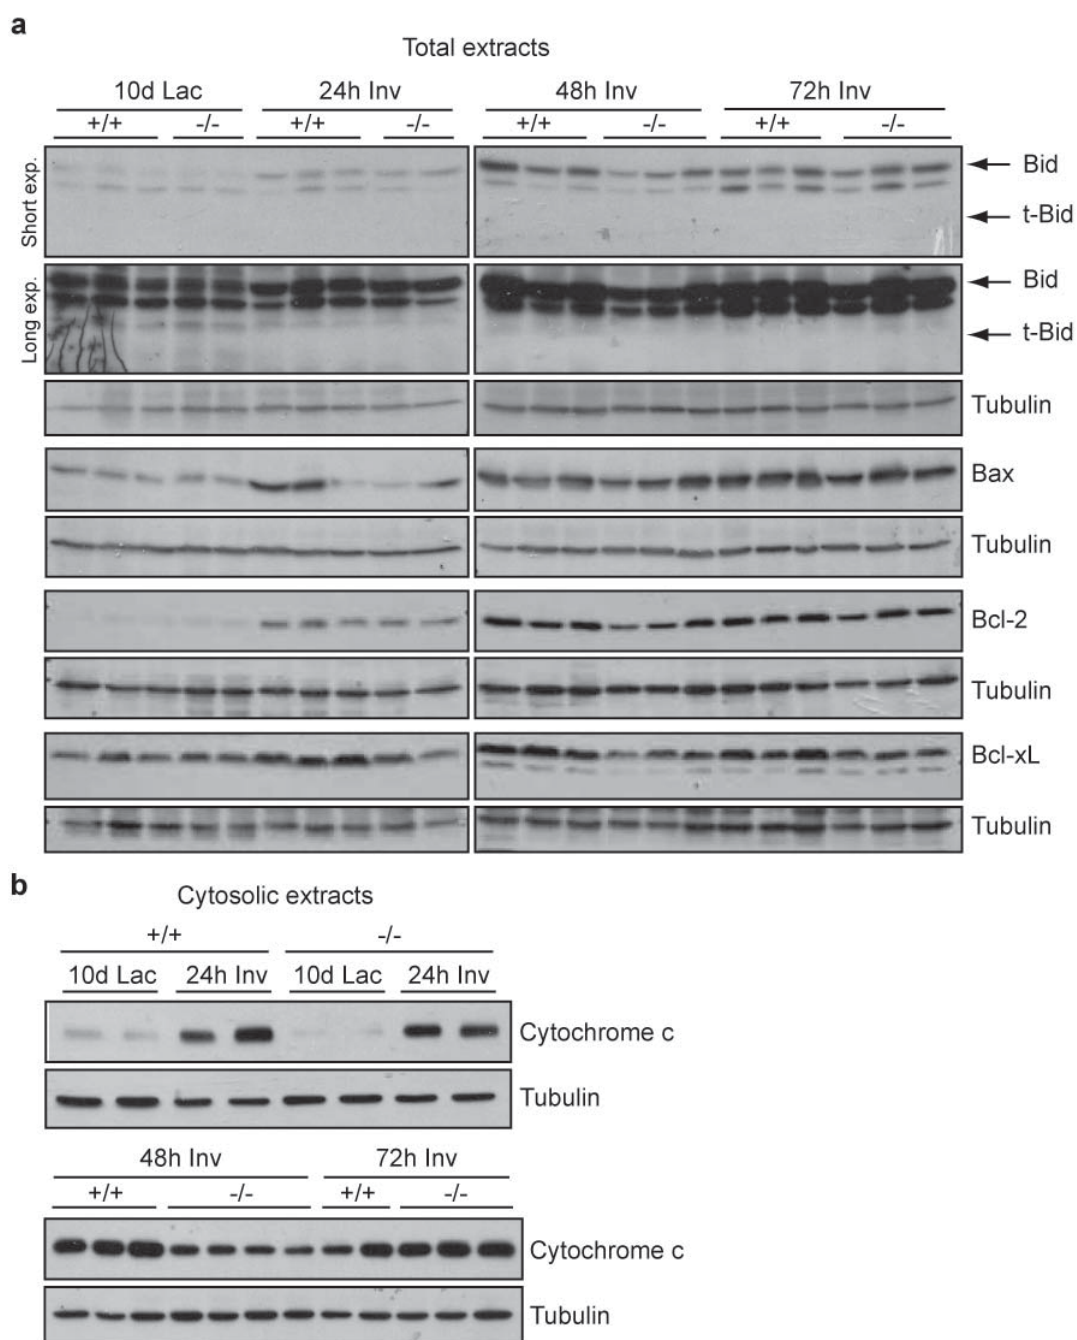 a
Total extracts
10d Lac 24h Inv 48h Inv 72h Inv
+/+ -/- +/+ -/- +/+ -/- +/+ -/-
Short exp.
Bid
t-Bid
Long exp.
Bid
t-Bid
Tubulin
Bax
Tubulin
Bcl-2
Tubulin
Bcl-xL
Tubulin
b
Cytosolic extracts
+/+ -/-
10d Lac 24h Inv 10d Lac 24h Inv
Cytochrome c
Tubulin
48h Inv 72h Inv
+/+ -/- +/+ -/-
Cytochrome c
Tubulin